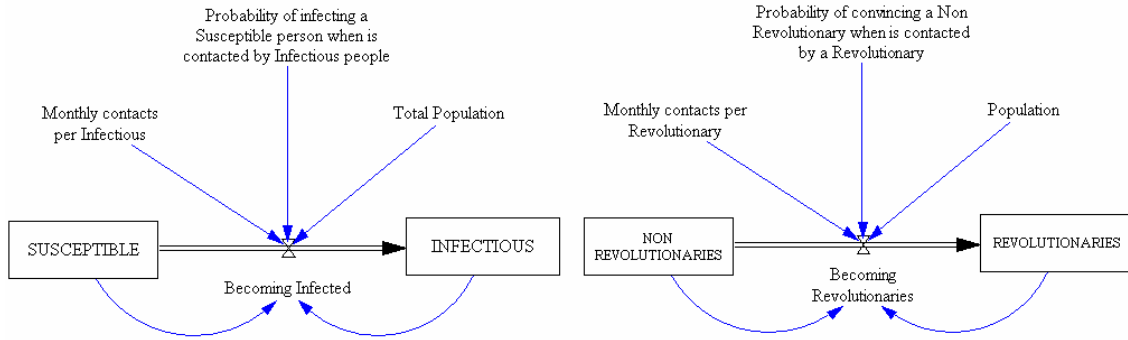 Probability of infecting a
Susceptible person when is
contacted by Infectious people
Monthly contacts
per Infectious
Total Population
SUSCEPTIBLE
INFECTIOUS
Becoming Infected
Probability of convincing a Non
Revolutionary when is contacted
by a Revolutionary
Monthly contacts per
Revolutionary
Population
NON
REVOLUTIONARIES
REVOLUTIONARIES
Becoming
Revolutionaries